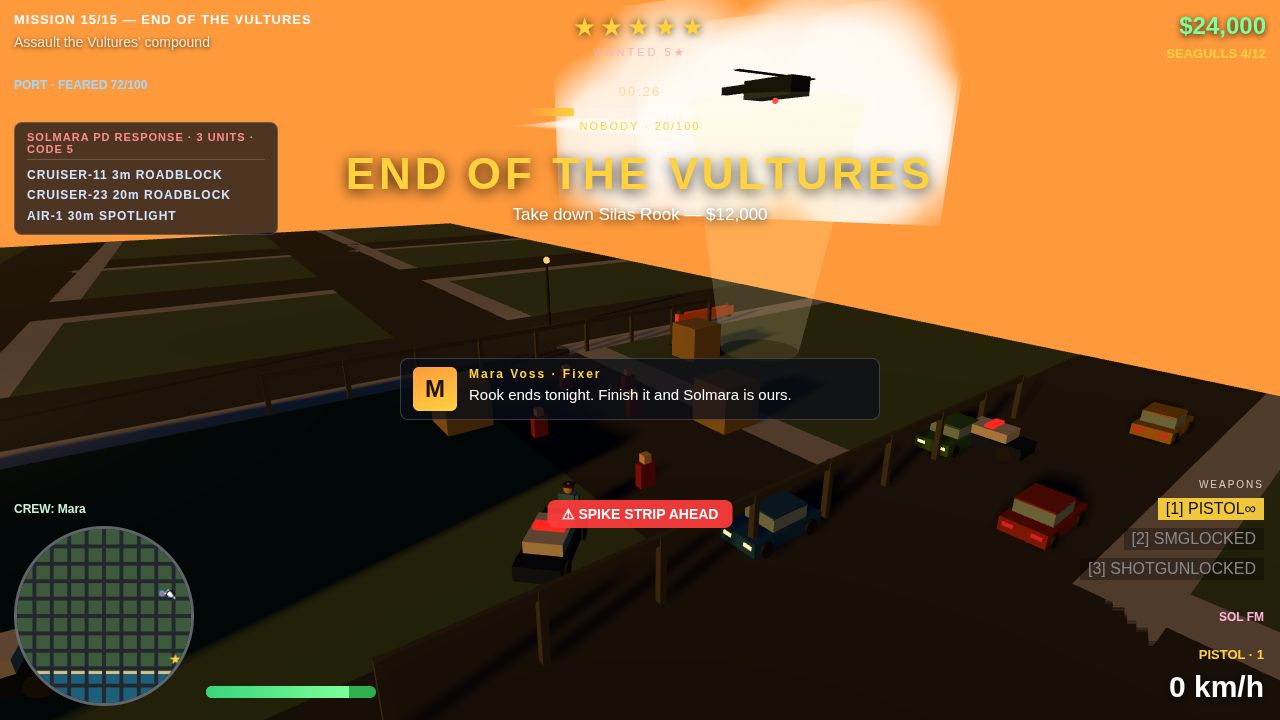 MISSION 15/15 — END OF THE VULTURES
Assault the Vultures' compound
PORT · FEARED 72/100
SOLMARA PD RESPONSE · 3 UNITS ·
CODE 5
CRUISER-11 3m ROADBLOCK
CRUISER-23 20m ROADBLOCK
AIR-1 30m SPOTLIGHT
★★★★★
WANTED 5★
00:26
NOBODY · 20/100
$24,000
SEAGULLS 4/12
END OF THE VULTURES
Take down Silas Rook — $12,000
M
Mara Voss · Fixer
Rook ends tonight. Finish it and Solmara is ours.
⚠ SPIKE STRIP AHEAD
CREW: Mara
WEAPONS
[1] PISTOL∞
[2] SMGLOCKED
[3] SHOTGUNLOCKED
SOL FM
PISTOL · 1
0 km/h